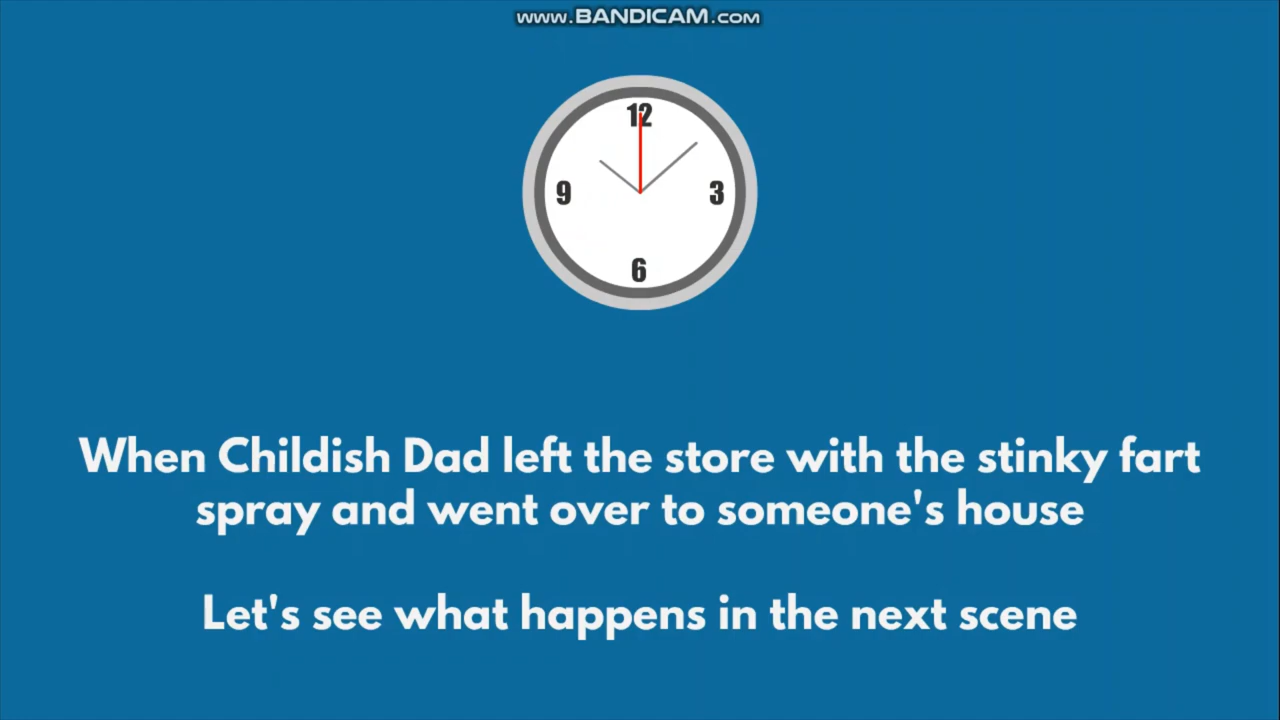 www.BANDICAM.com
12
9
3
6
When Childish Dad left the store with the stinky fart
spray and went over to someone's house
Let's see what happens in the next scene